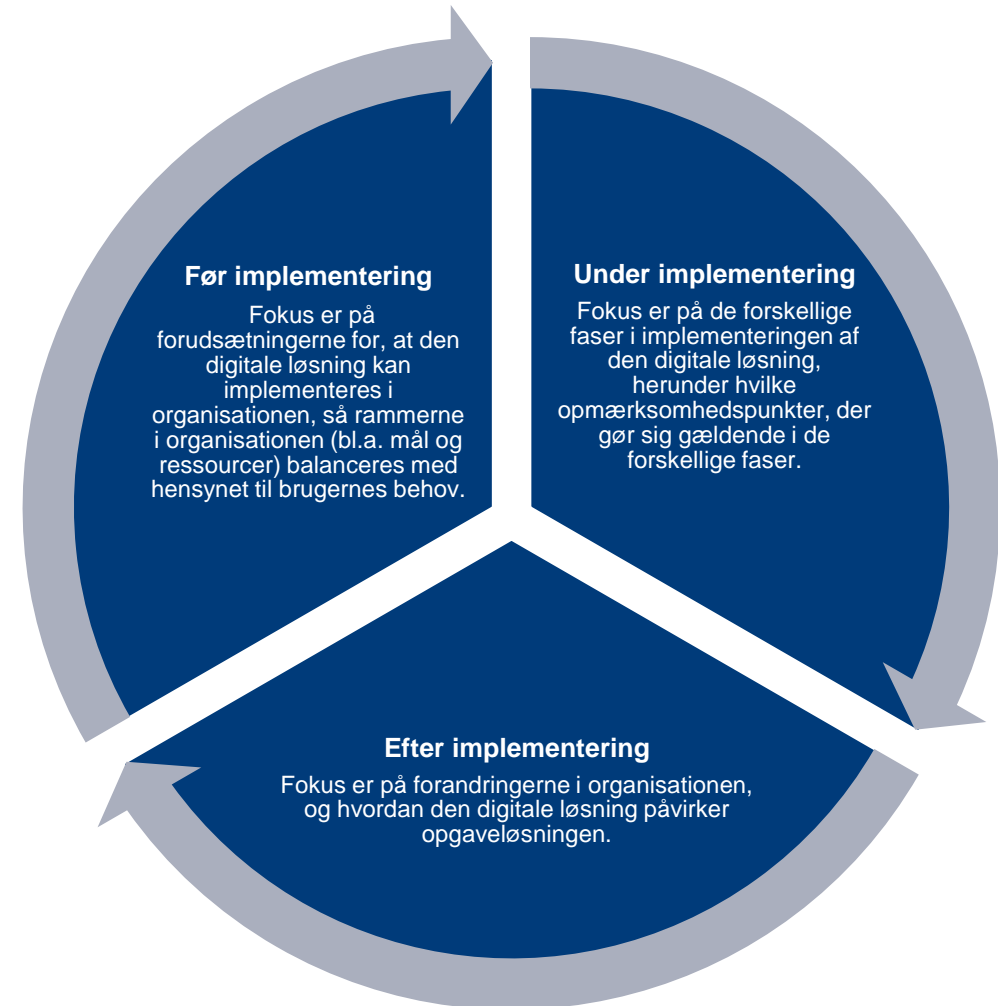 Før implementering
Fokus er på
forudsætningerne for, at den
digitale løsning kan
implementeres i
organisationen, så rammerne
i organisationen (bl.a. mål og
ressourcer) balanceres med
hensynet til brugernes behov.
Under implementering
Fokus er på de forskellige
faser i implementeringen af
den digitale løsning,
herunder hvilke
opmærksomhedspunkter, der
gør sig gældende i de
forskellige faser.
Efter implementering
Fokus er på forandringerne i organisationen,
og hvordan den digitale løsning påvirker
opgaveløsningen.